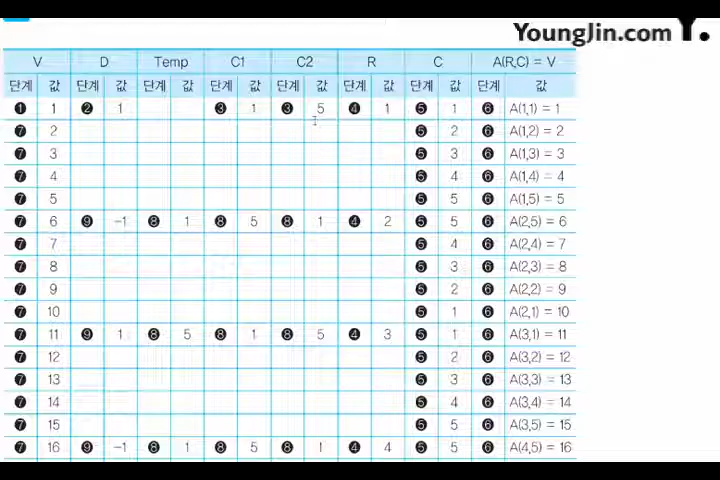 YoungJin.com Y.
V D Temp C1 C2 R C A(R,C) = V
단계 값 단계 값 단계 값 단계 값 단계 값 단계 값 단계 값 단계 값
❶ 1 ❷ 1 ❸ 1 ❸ 5 ❹ 1 ❺ 1 ❻ A(1,1) = 1
❼ 2 ❺ 2 ❻ A(1,2) = 2
❼ 3 ❺ 3 ❻ A(1,3) = 3
❼ 4 ❺ 4 ❻ A(1,4) = 4
❼ 5 ❺ 5 ❻ A(1,5) = 5
❼ 6 ❾ -1 ❽ 1 ❽ 5 ❽ 1 ❹ 2 ❺ 5 ❻ A(2,5) = 6
❼ 7 ❺ 4 ❻ A(2,4) = 7
❼ 8 ❺ 3 ❻ A(2,3) = 8
❼ 9 ❺ 2 ❻ A(2,2) = 9
❼ 10 ❺ 1 ❻ A(2,1) = 10
❼ 11 ❾ 1 ❽ 5 ❽ 1 ❽ 5 ❹ 3 ❺ 1 ❻ A(3,1) = 11
❼ 12 ❺ 2 ❻ A(3,2) = 12
❼ 13 ❺ 3 ❻ A(3,3) = 13
❼ 14 ❺ 4 ❻ A(3,4) = 14
❼ 15 ❺ 5 ❻ A(3,5) = 15
❼ 16 ❾ -1 ❽ 1 ❽ 5 ❽ 1 ❹ 4 ❺ 5 ❻ A(4,5) = 16